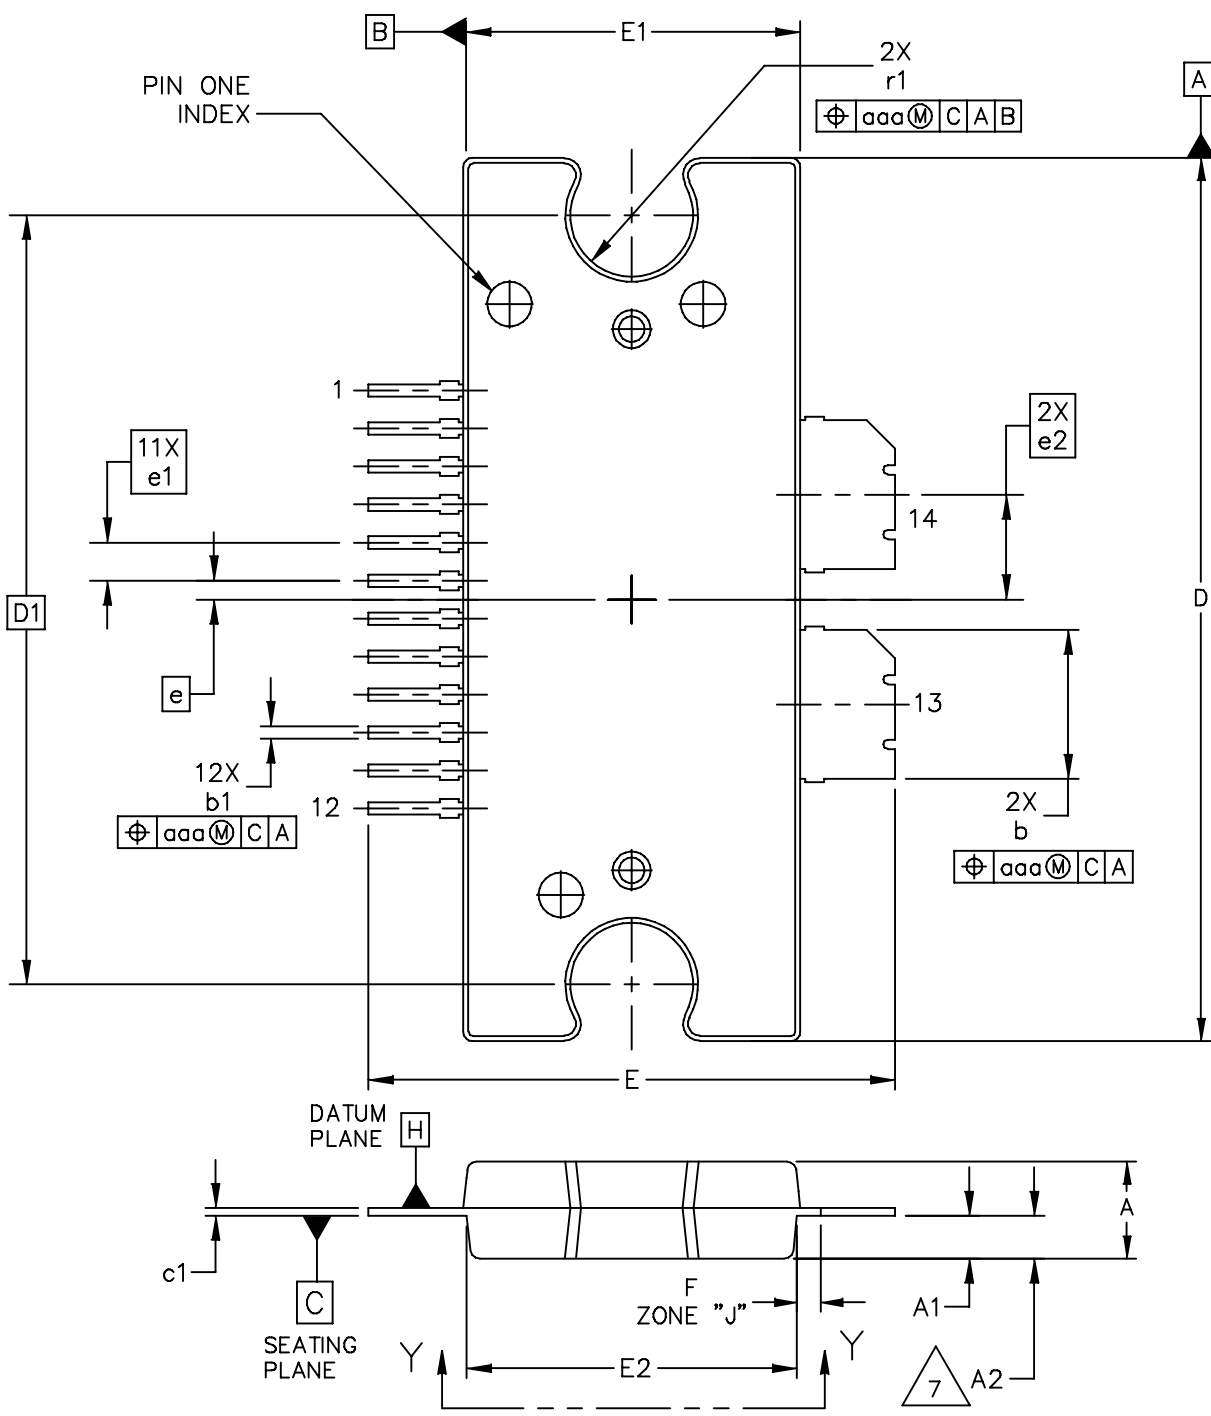 B
E1
2X
r1
⌖ aaa Ⓜ C A B
A
PIN ONE
INDEX
1
11X
e1
2X
e2
14
D1
D
e
13
12X
b1
⌖ aaa Ⓜ C A
12
2X
b
⌖ aaa Ⓜ C A
E
DATUM
PLANE
H
A
c1
C
SEATING
PLANE
F
ZONE "J"
A1
Y
Y
E2
7
A2